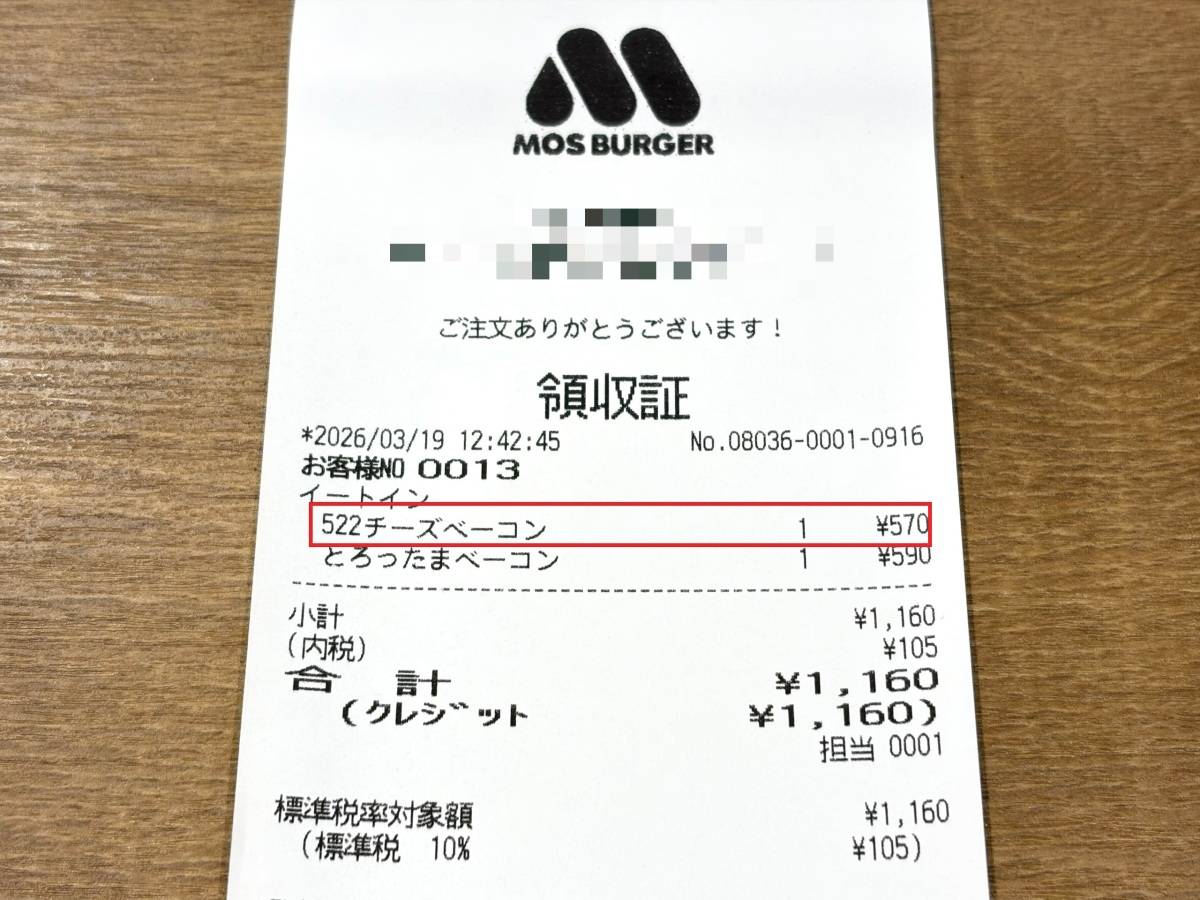 MOS BURGER
ご注文ありがとうございます！
領収証
*2026/03/19 12:42:45 No.08036-0001-0916
お客様NO 0013
イートイン
522チーズベーコン 1 ¥570
とろったまベーコン 1 ¥590
小計 ¥1,160
(内税) ¥105
合 計 ¥1,160
(クレジット ¥1,160)
担当 0001
標準税率対象額 ¥1,160
(標準税 10% ¥105)